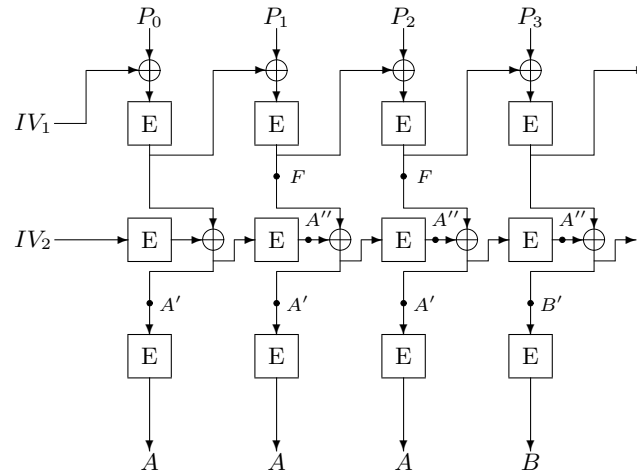 P₀ P₁ P₂ P₃
IV₁ E E E E
F F
A″ A″ A″
IV₂ E E E E
A′ A′ A′ B′
E E E E
A A A B